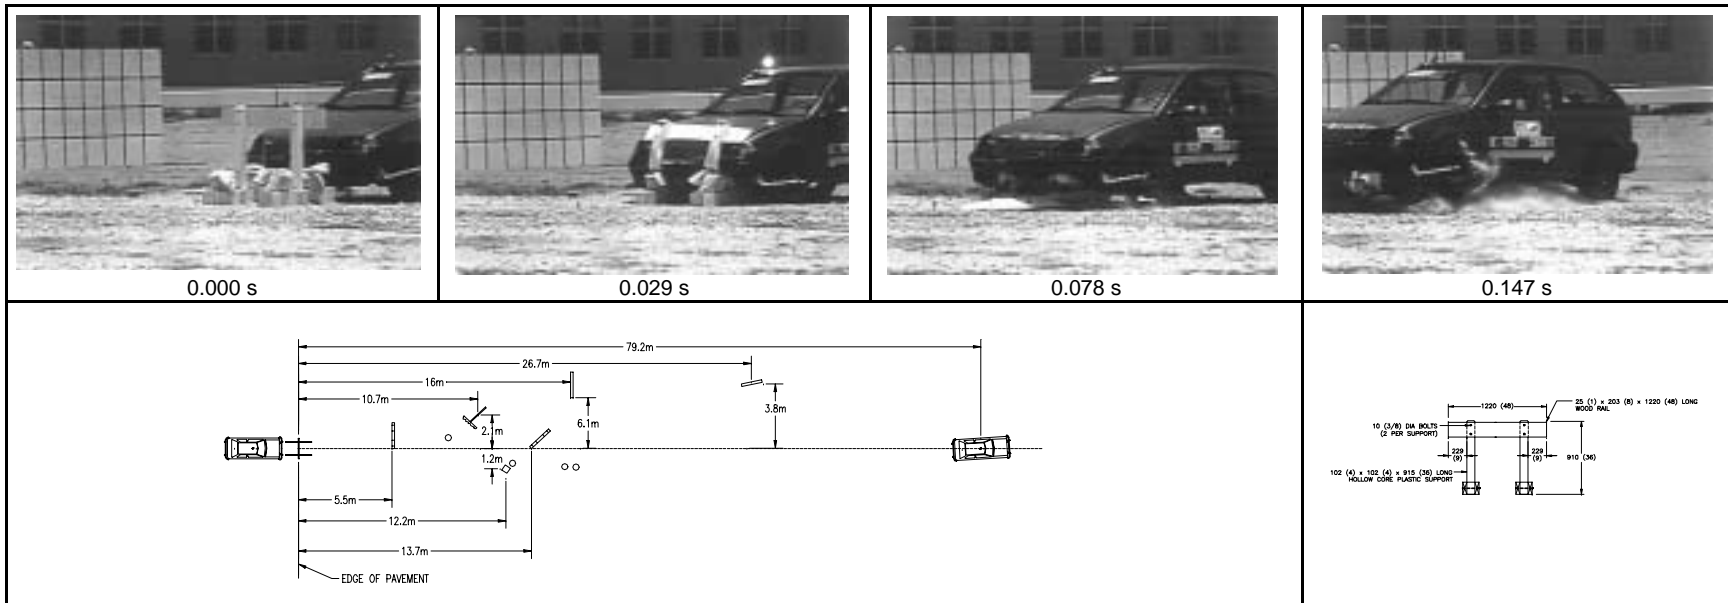 0.000 s
0.029 s
0.078 s
0.147 s
79.2m
26.7m
16m
10.7m
3.8m
6.1m
2.1m
1.2m
5.5m
12.2m
13.7m
EDGE OF PAVEMENT
1220 (48)
25 (1) x 203 (8) x 1220 (48) LONG
WOOD RAIL
10 (3/8) DIA BOLTS
(2 PER SUPPORT)
229
(9)
229
(9)
910 (36)
102 (4) x 102 (4) x 915 (36) LONG
HOLLOW CORE PLASTIC SUPPORT